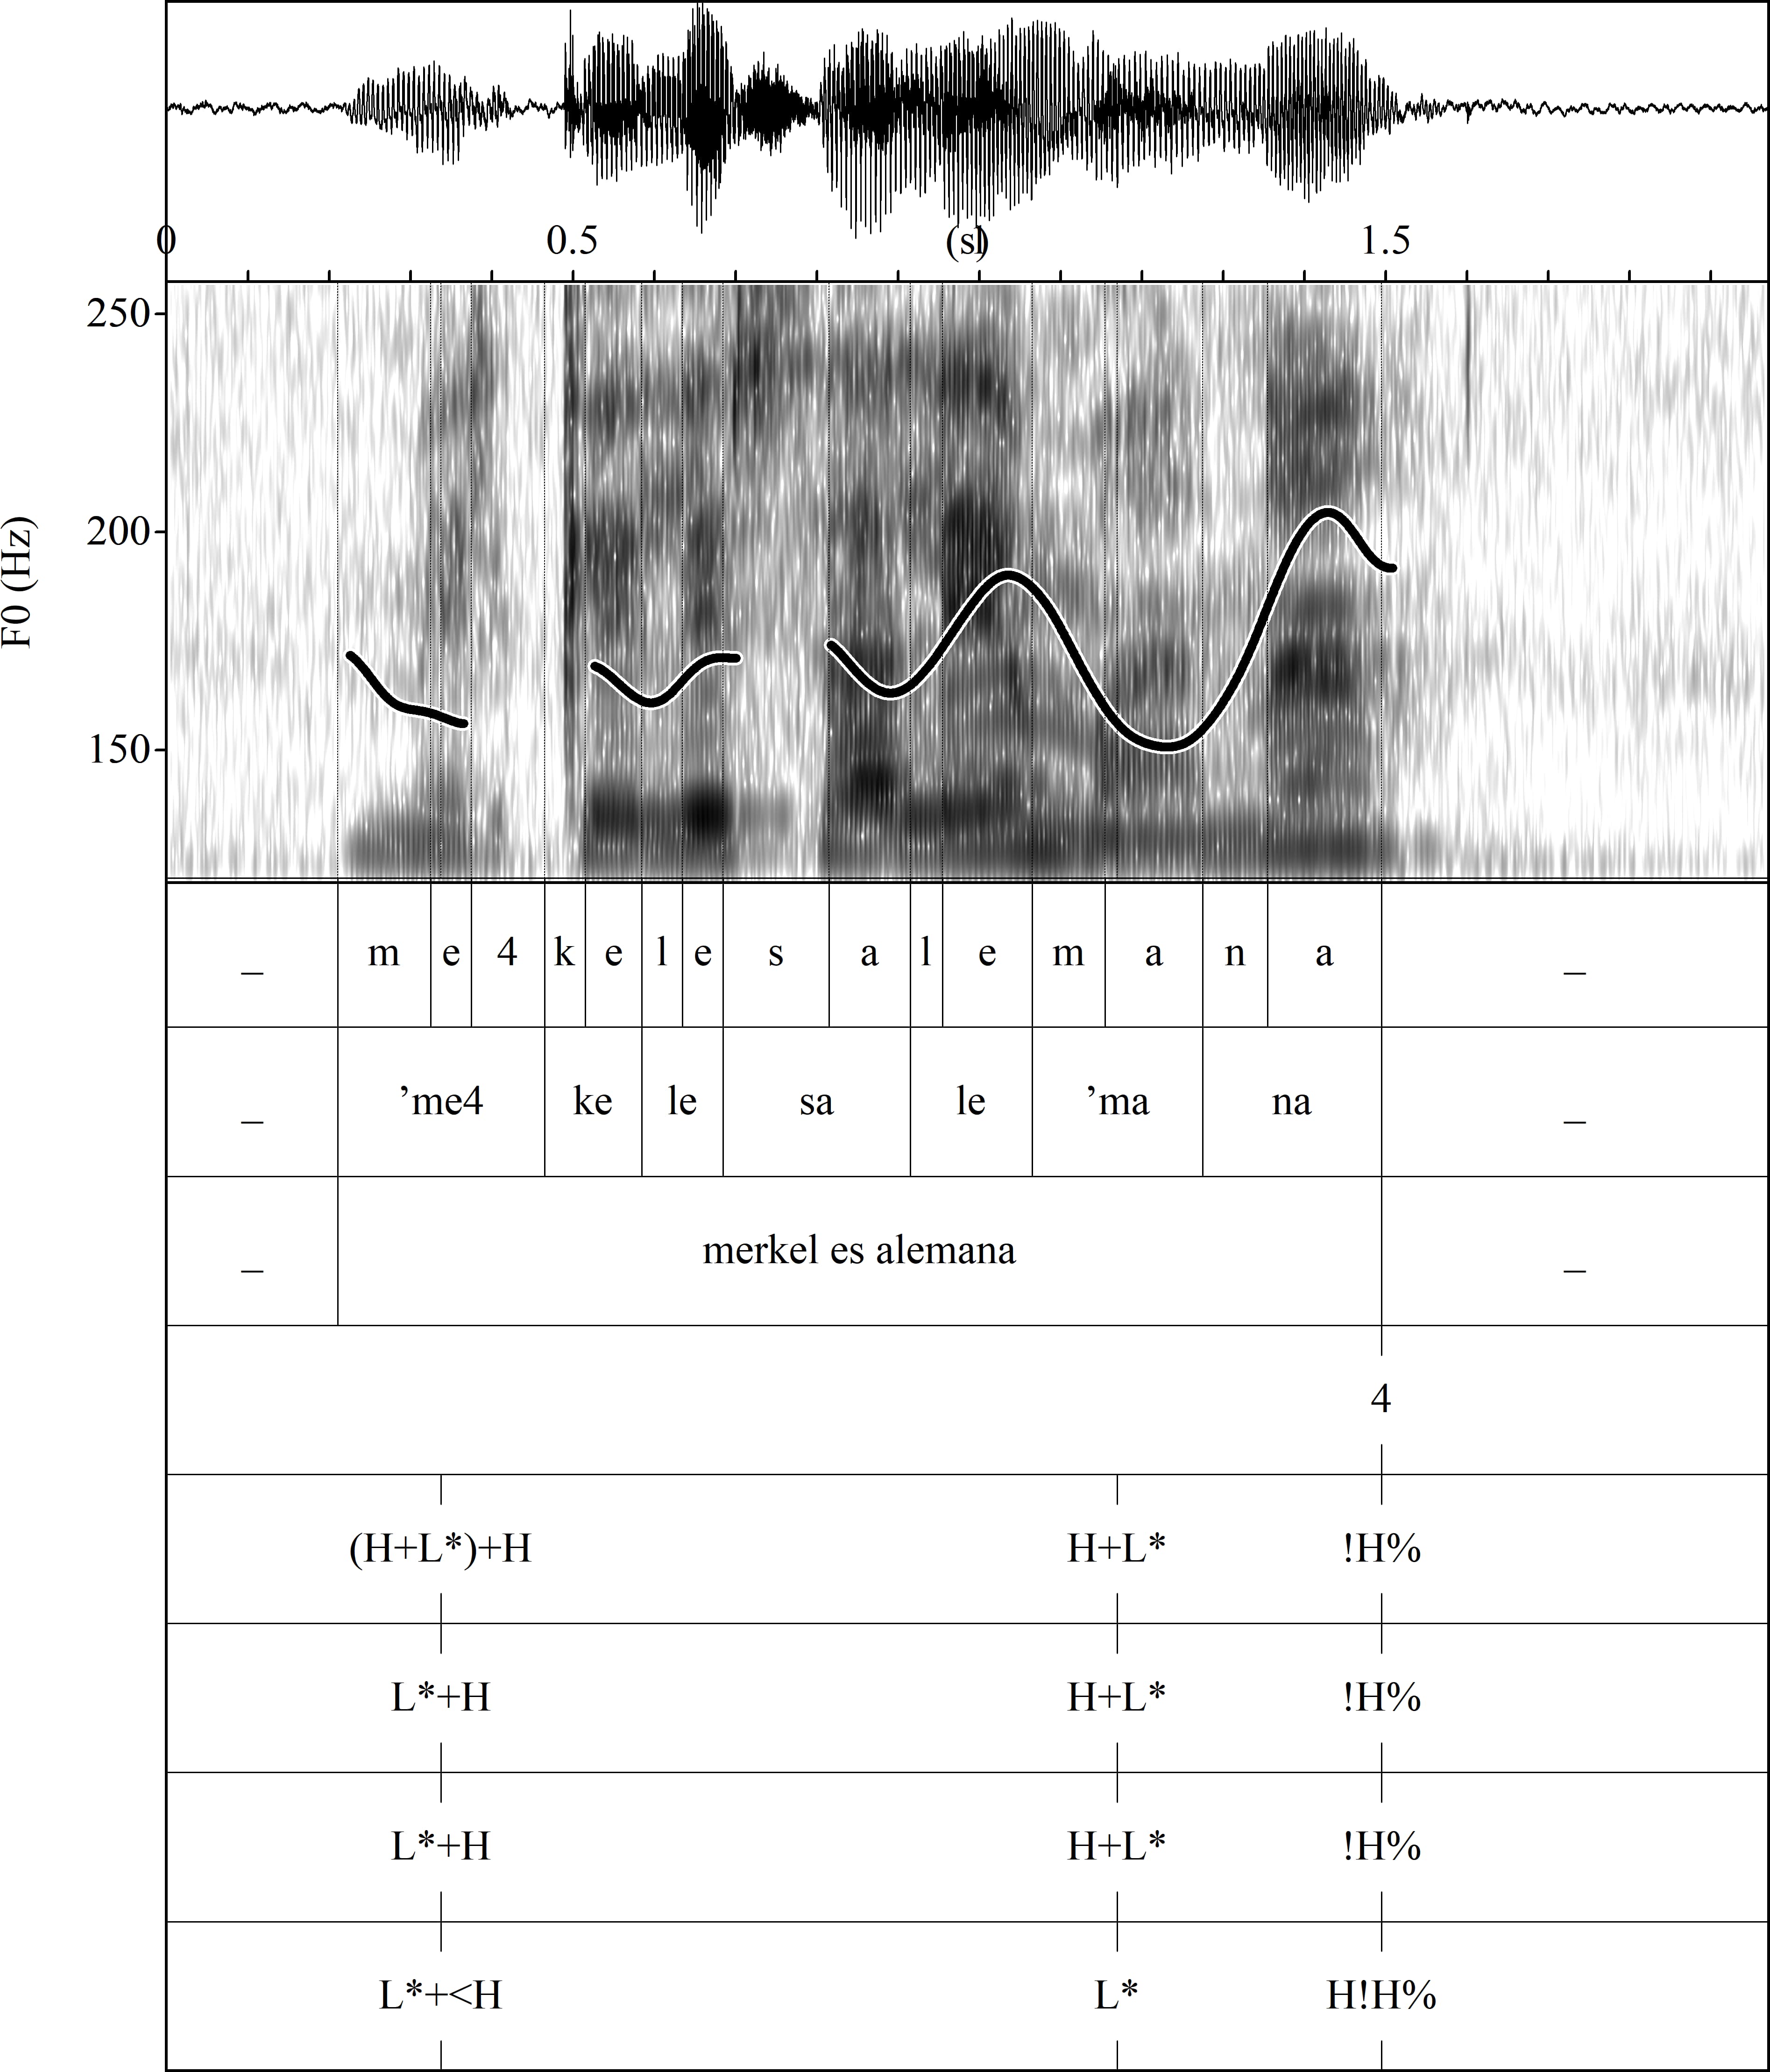 0 0.5 (s) 1.5
250
200
F0 (Hz)
150
_ m e 4 k e l e s a l e m a n a _
_ ’me4 ke le sa le ’ma na _
_ merkel es alemana _
4
(H+L*)+H H+L* !H%
L*+H H+L* !H%
L*+H H+L* !H%
L*+<H L* H!H%